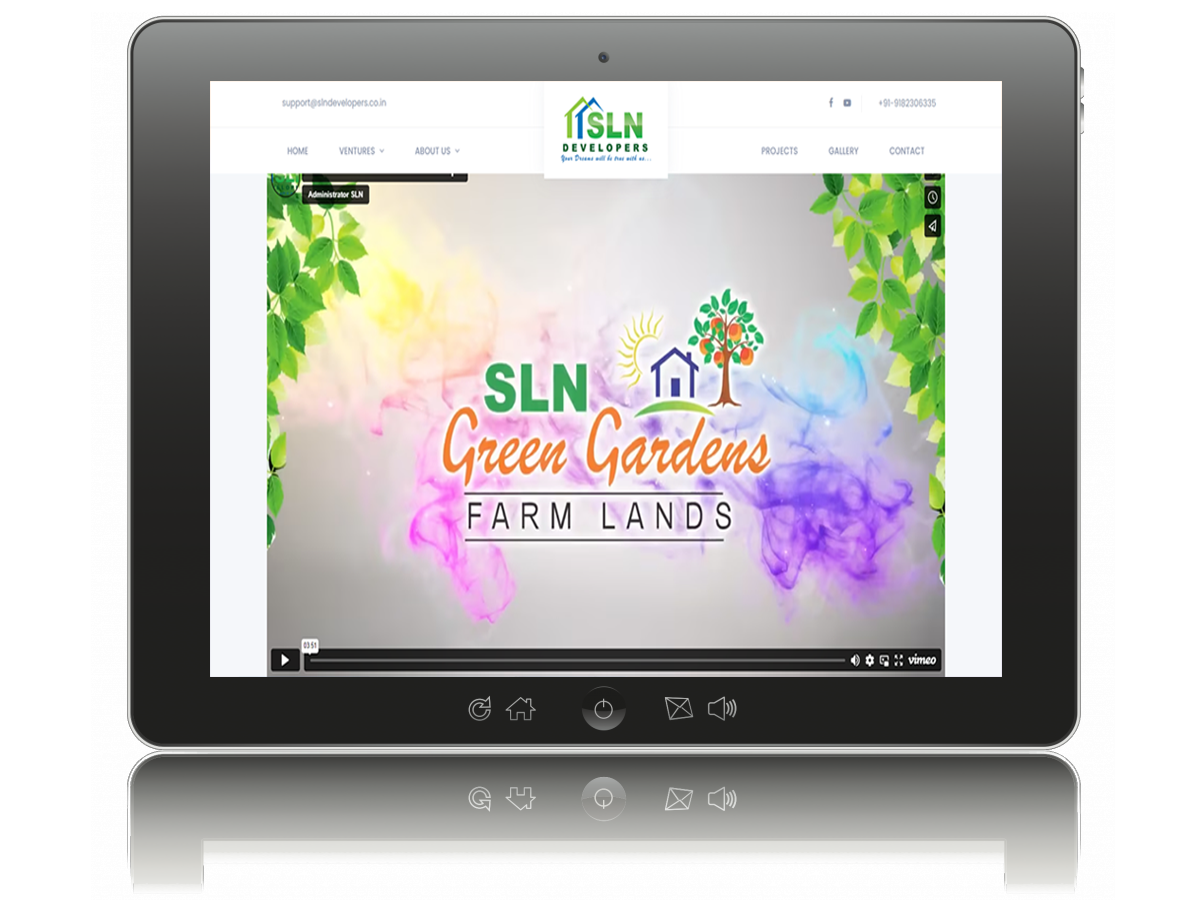 support@slndevelopers.co.in
+91-9182306335
HOME
VENTURES
ABOUT US
SLN
DEVELOPERS
Your Dreams will be true with us...
PROJECTS
GALLERY
CONTACT
Administrator SLN
SLN
Green Gardens
FARM LANDS
03:51
vimeo